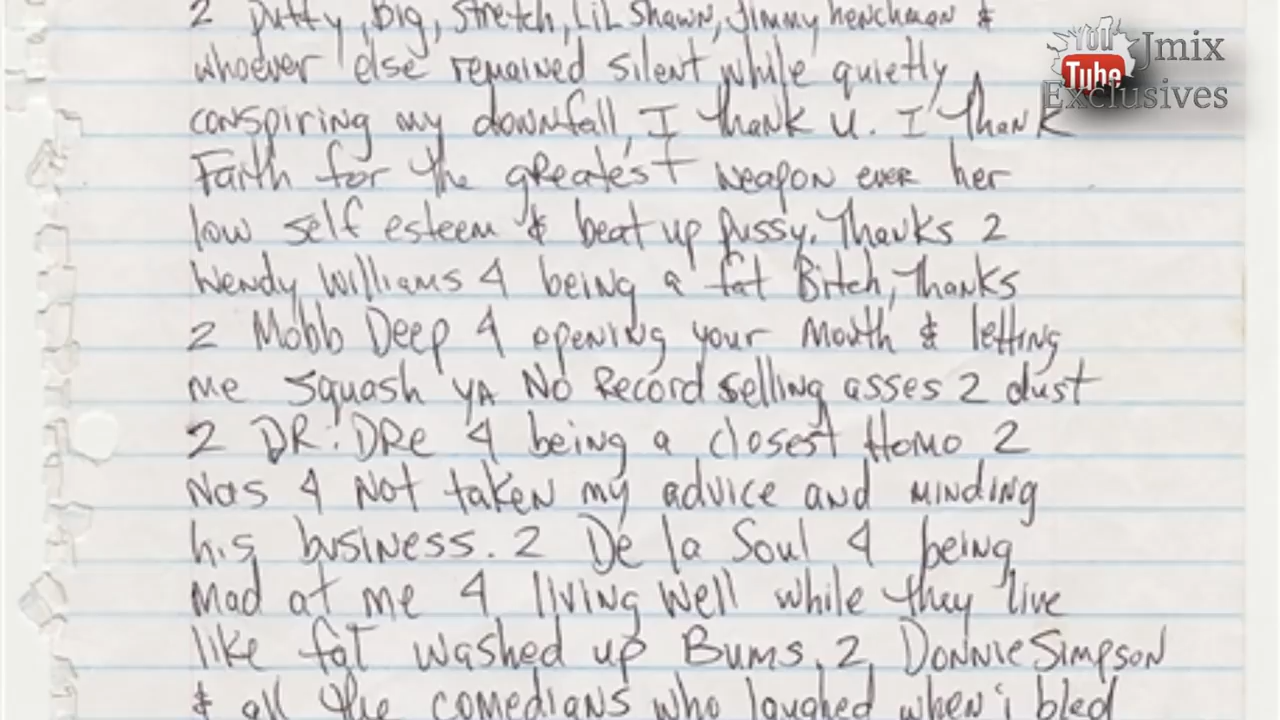 2 Puffy, Big, Stretch, Lil Shawn, Jimmy henchman &
whoever else remained silent while quietly
conspiring my downfall, I thank u. I thank
Faith for the greatest weapon ever her
low self esteem & beat up pussy. Thanks 2
Wendy Williams 4 being a fat Bitch, Thanks
2 Mobb Deep 4 opening your mouth & letting
me squash ya No Record selling asses 2 dust
2 DR. DRe 4 being a closest Homo 2
Nas 4 Not taken my advice and minding
his business. 2 De la Soul 4 being
mad at me 4 living well while they live
like fat washed up Bums. 2 Donnie Simpson
& all the comedians who laughed when i bled
You
Tube
Jmix
Exclusives